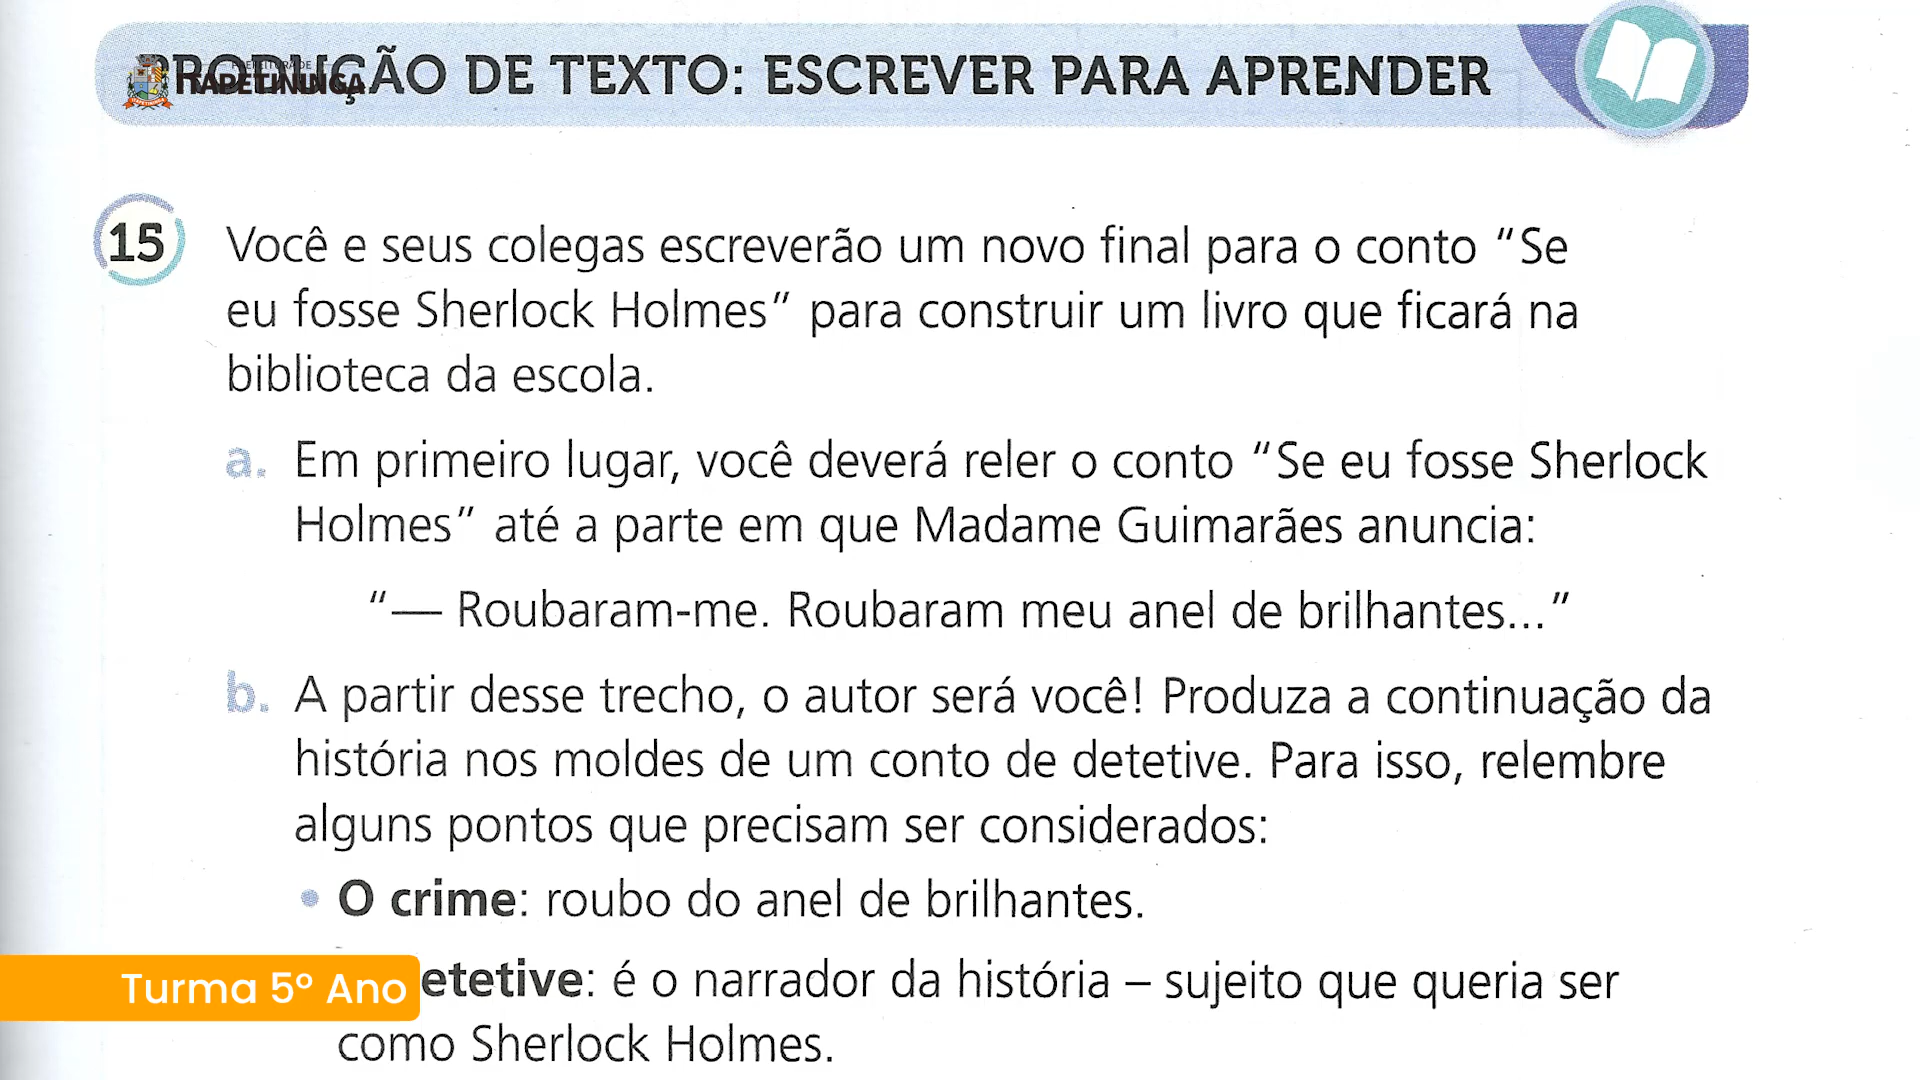 PRODUÇÃO DE TEXTO: ESCREVER PARA APRENDER
PREFEITURA DE
ITAPETININGA
15 Você e seus colegas escreverão um novo final para o conto “Se
eu fosse Sherlock Holmes” para construir um livro que ficará na
biblioteca da escola.
a. Em primeiro lugar, você deverá reler o conto “Se eu fosse Sherlock
Holmes” até a parte em que Madame Guimarães anuncia:
“— Roubaram-me. Roubaram meu anel de brilhantes...”
b. A partir desse trecho, o autor será você! Produza a continuação da
história nos moldes de um conto de detetive. Para isso, relembre
alguns pontos que precisam ser considerados:
• O crime: roubo do anel de brilhantes.
etetive: é o narrador da história – sujeito que queria ser
como Sherlock Holmes.
Turma 5º Ano